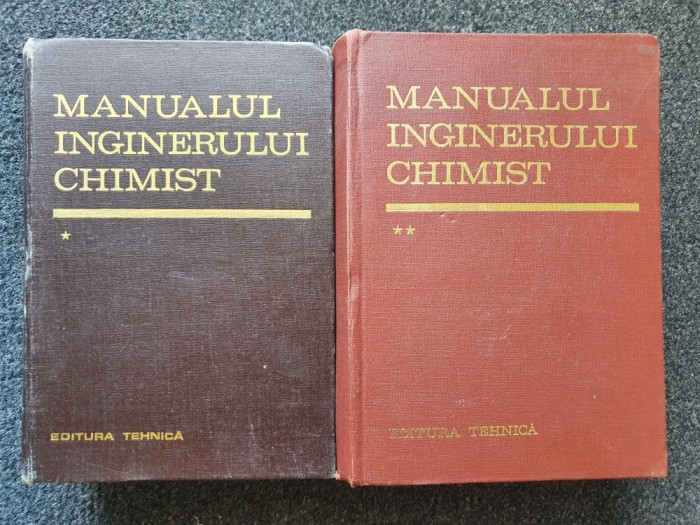 MANUALUL
INGINERULUI
CHIMIST
*
EDITURA TEHNICĂ
MANUALUL
INGINERULUI
CHIMIST
**
EDITURA TEHNICĂ